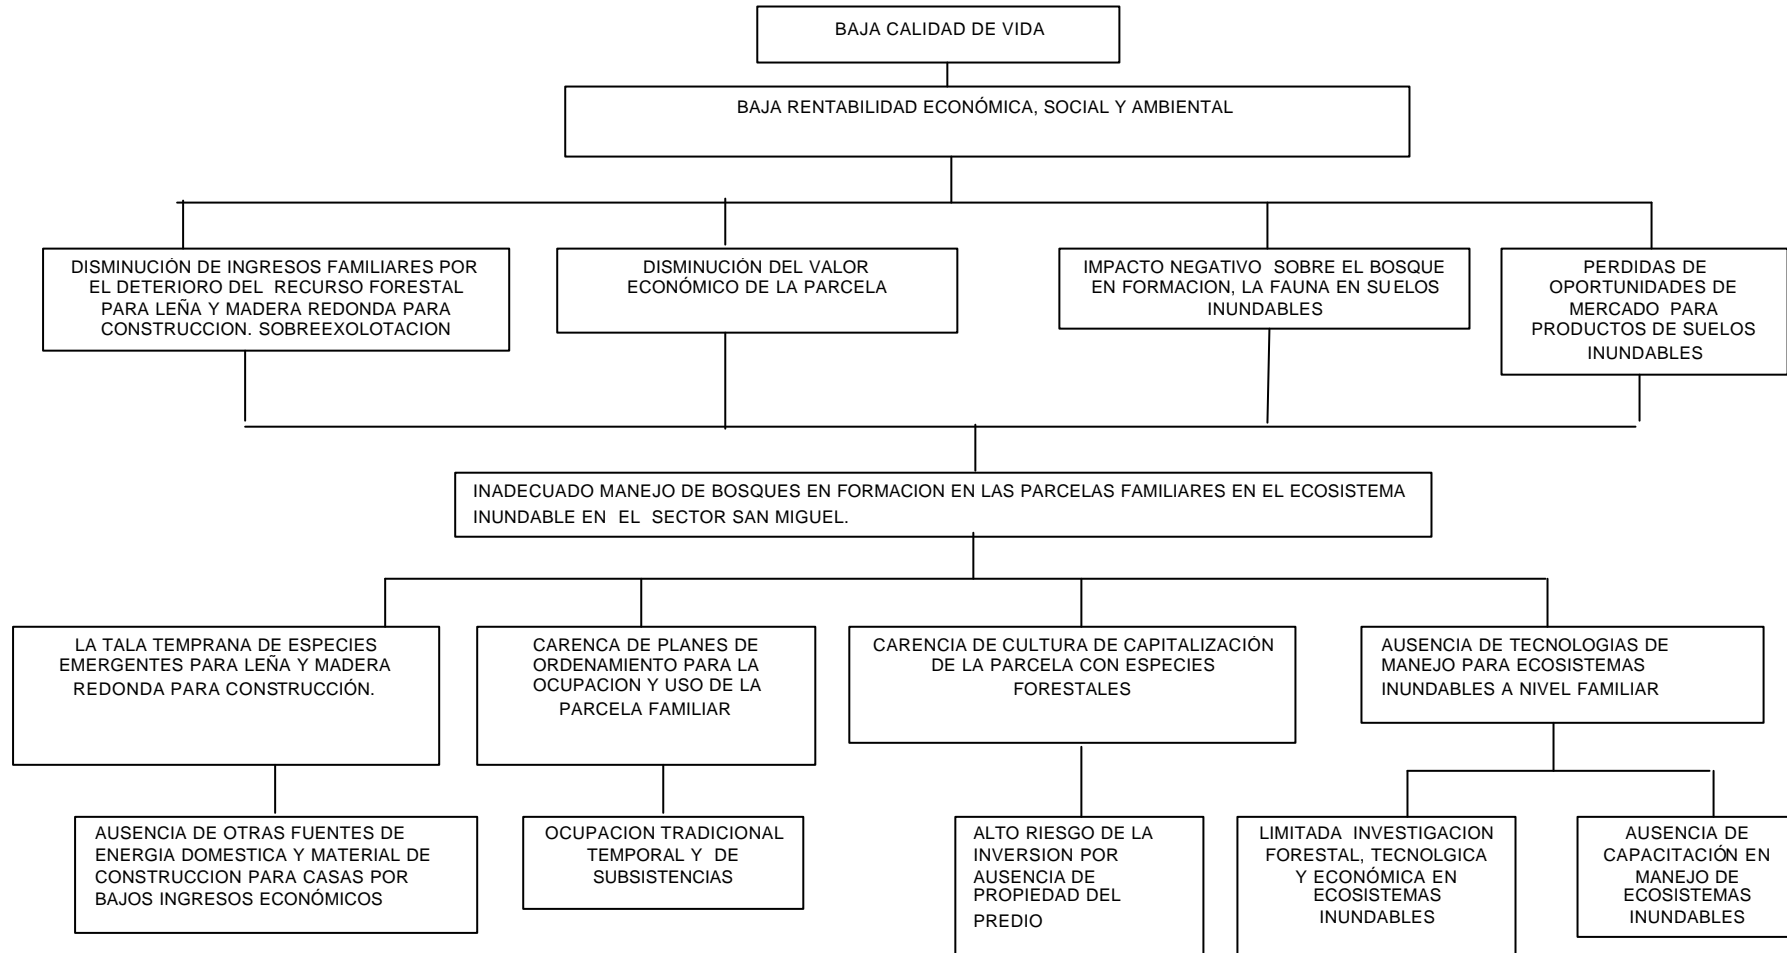 BAJA CALIDAD DE VIDA
BAJA RENTABILIDAD ECONÓMICA, SOCIAL Y AMBIENTAL
DISMINUCIÓN DE INGRESOS FAMILIARES POR
EL DETERIORO DEL RECURSO FORESTAL
PARA LEÑA Y MADERA REDONDA PARA
CONSTRUCCION. SOBREEXOLOTACION
DISMINUCIÓN DEL VALOR
ECONÓMICO DE LA PARCELA
IMPACTO NEGATIVO SOBRE EL BOSQUE
EN FORMACION, LA FAUNA EN SUELOS
INUNDABLES
PERDIDAS DE
OPORTUNIDADES DE
MERCADO PARA
PRODUCTOS DE SUELOS
INUNDABLES
INADECUADO MANEJO DE BOSQUES EN FORMACION EN LAS PARCELAS FAMILIARES EN EL ECOSISTEMA
INUNDABLE EN EL SECTOR SAN MIGUEL.
LA TALA TEMPRANA DE ESPECIES
EMERGENTES PARA LEÑA Y MADERA
REDONDA PARA CONSTRUCCIÓN.
CARENCA DE PLANES DE
ORDENAMIENTO PARA LA
OCUPACION Y USO DE LA
PARCELA FAMILIAR
CARENCIA DE CULTURA DE CAPITALIZACIÓN
DE LA PARCELA CON ESPECIES
FORESTALES
AUSENCIA DE TECNOLOGIAS DE
MANEJO PARA ECOSISTEMAS
INUNDABLES A NIVEL FAMILIAR
AUSENCIA DE OTRAS FUENTES DE
ENERGIA DOMESTICA Y MATERIAL DE
CONSTRUCCION PARA CASAS POR
BAJOS INGRESOS ECONÓMICOS
OCUPACION TRADICIONAL
TEMPORAL Y DE
SUBSISTENCIAS
ALTO RIESGO DE LA
INVERSION POR
AUSENCIA DE
PROPIEDAD DEL
PREDIO
LIMITADA INVESTIGACION
FORESTAL, TECNOLGICA
Y ECONÓMICA EN
ECOSISTEMAS
INUNDABLES
AUSENCIA DE
CAPACITACIÓN EN
MANEJO DE
ECOSISTEMAS
INUNDABLES